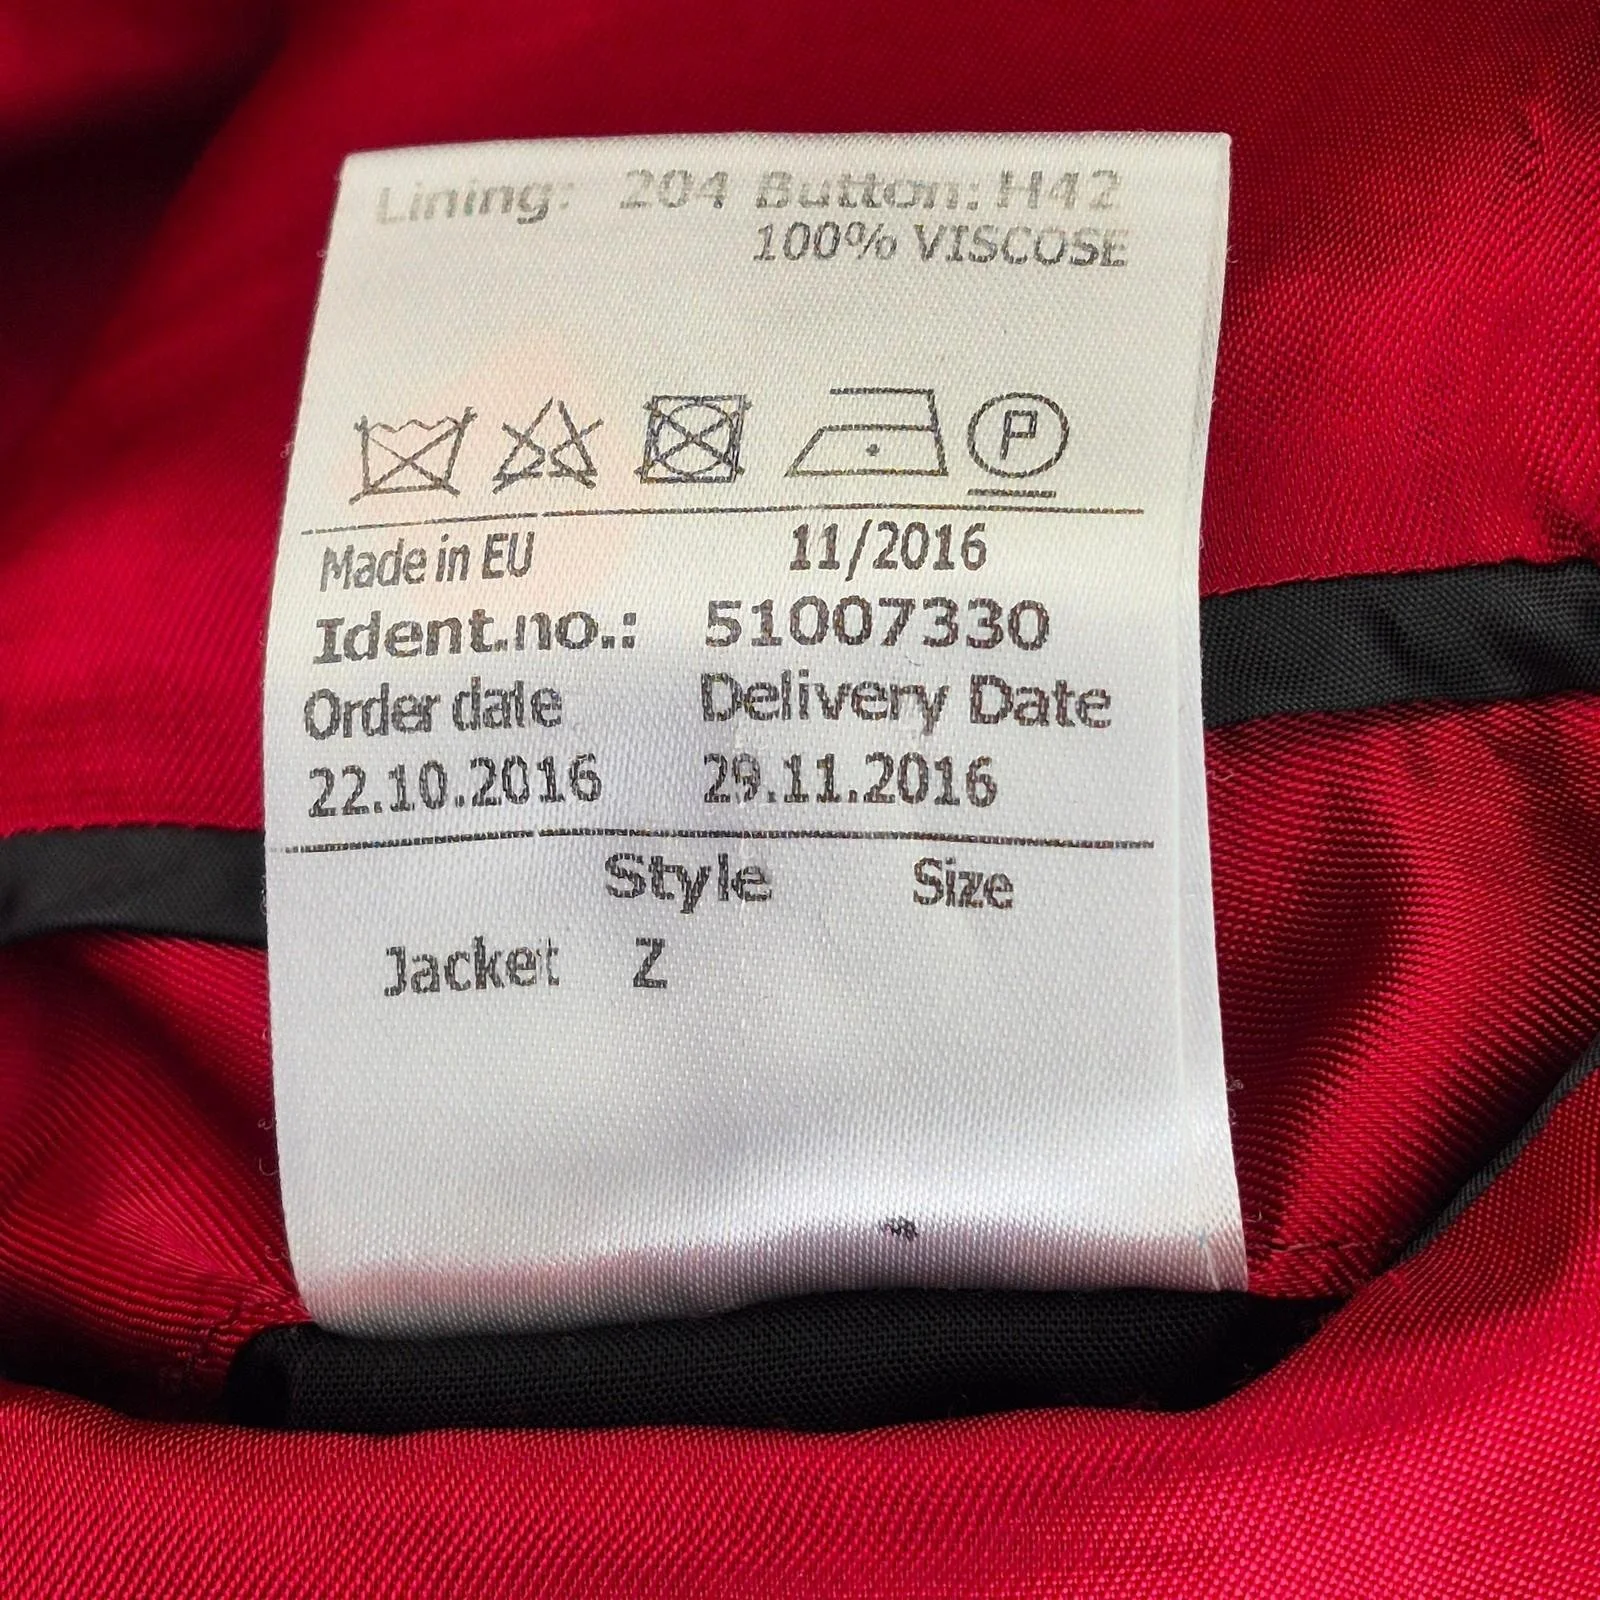 Lining: 204 Button: H42
100% VISCOSE
P
Made in EU 11/2016
Ident.no.: 51007330
Order date Delivery Date
22.10.2016 29.11.2016
Style Size
Jacket Z